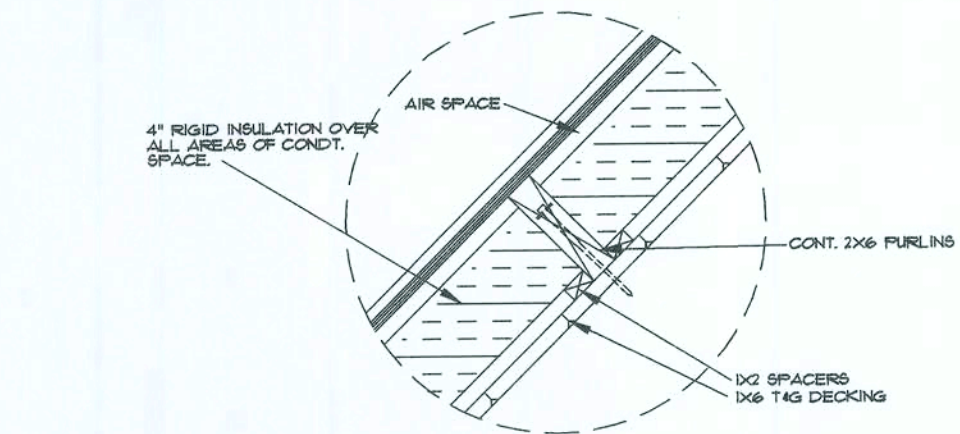 AIR SPACE
4" RIGID INSULATION OVER
ALL AREAS OF CONDT.
SPACE.
CONT. 2X6 PURLINS
1X2 SPACERS
1X6 T&G DECKING